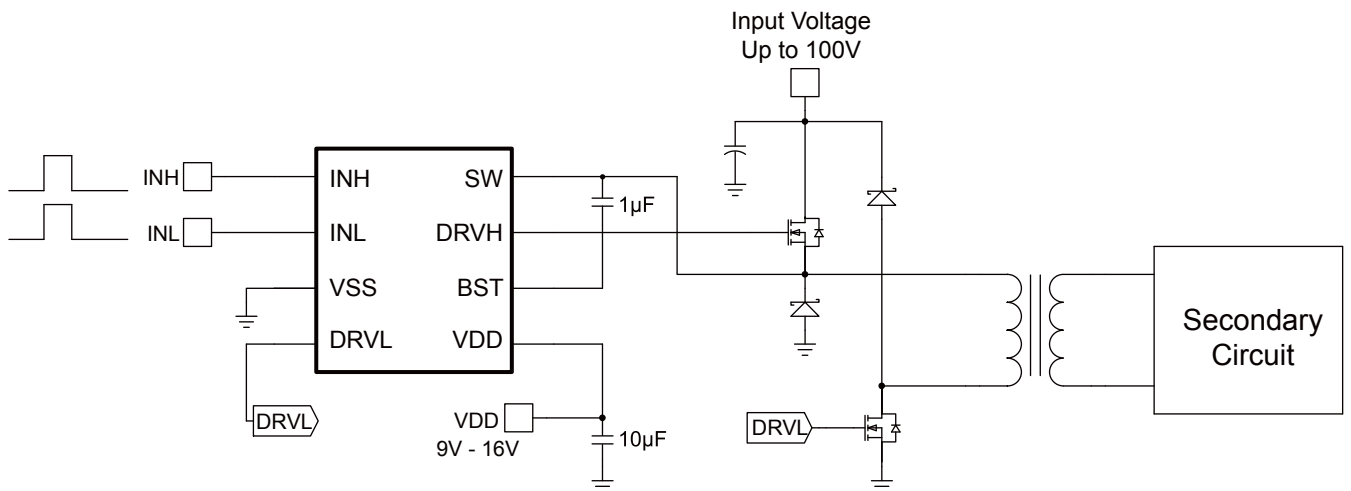 Input Voltage
Up to 100V
INH
INL
INH
INL
VSS
DRVL
SW
DRVH
BST
VDD
1µF
DRVL
VDD
9V - 16V
10µF
DRVL
Secondary
Circuit